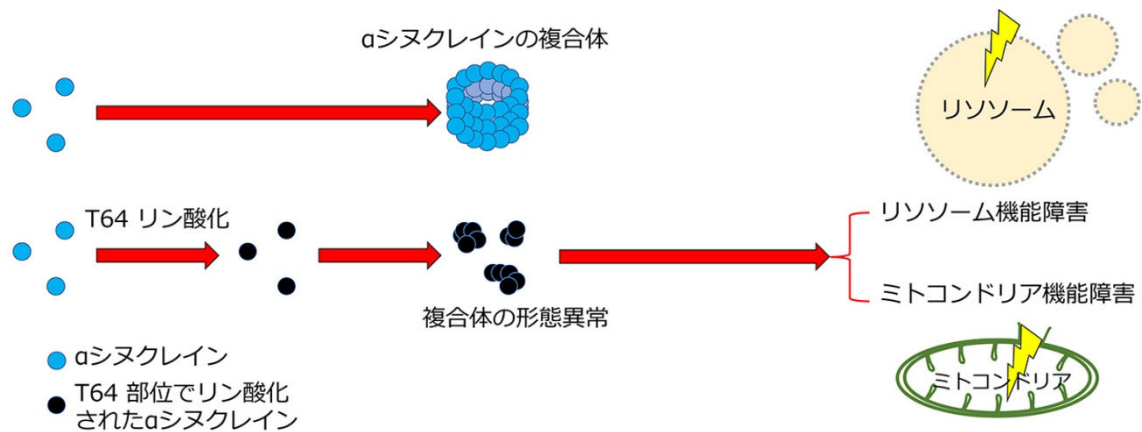 αシヌクレインの複合体
リソソーム
T64 リン酸化
リソソーム機能障害
複合体の形態異常
ミトコンドリア機能障害
αシヌクレイン
T64 部位でリン酸化
されたαシヌクレイン
ミトコンドリア